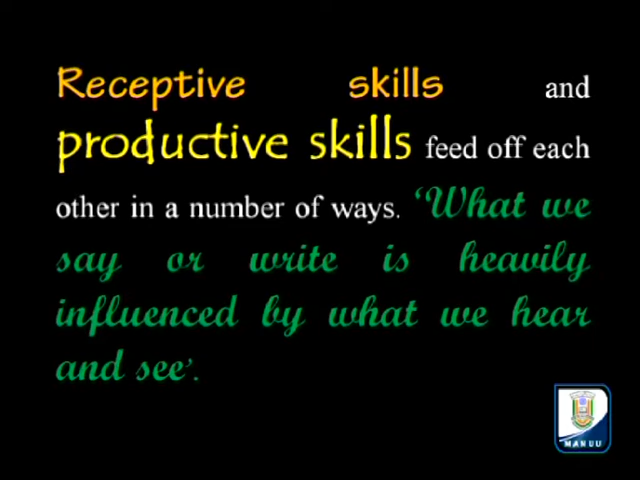 Receptive skills and
productive skills feed off each
other in a number of ways. ‘What we
say or write is heavily
influenced by what we hear
and see’.
MANUU